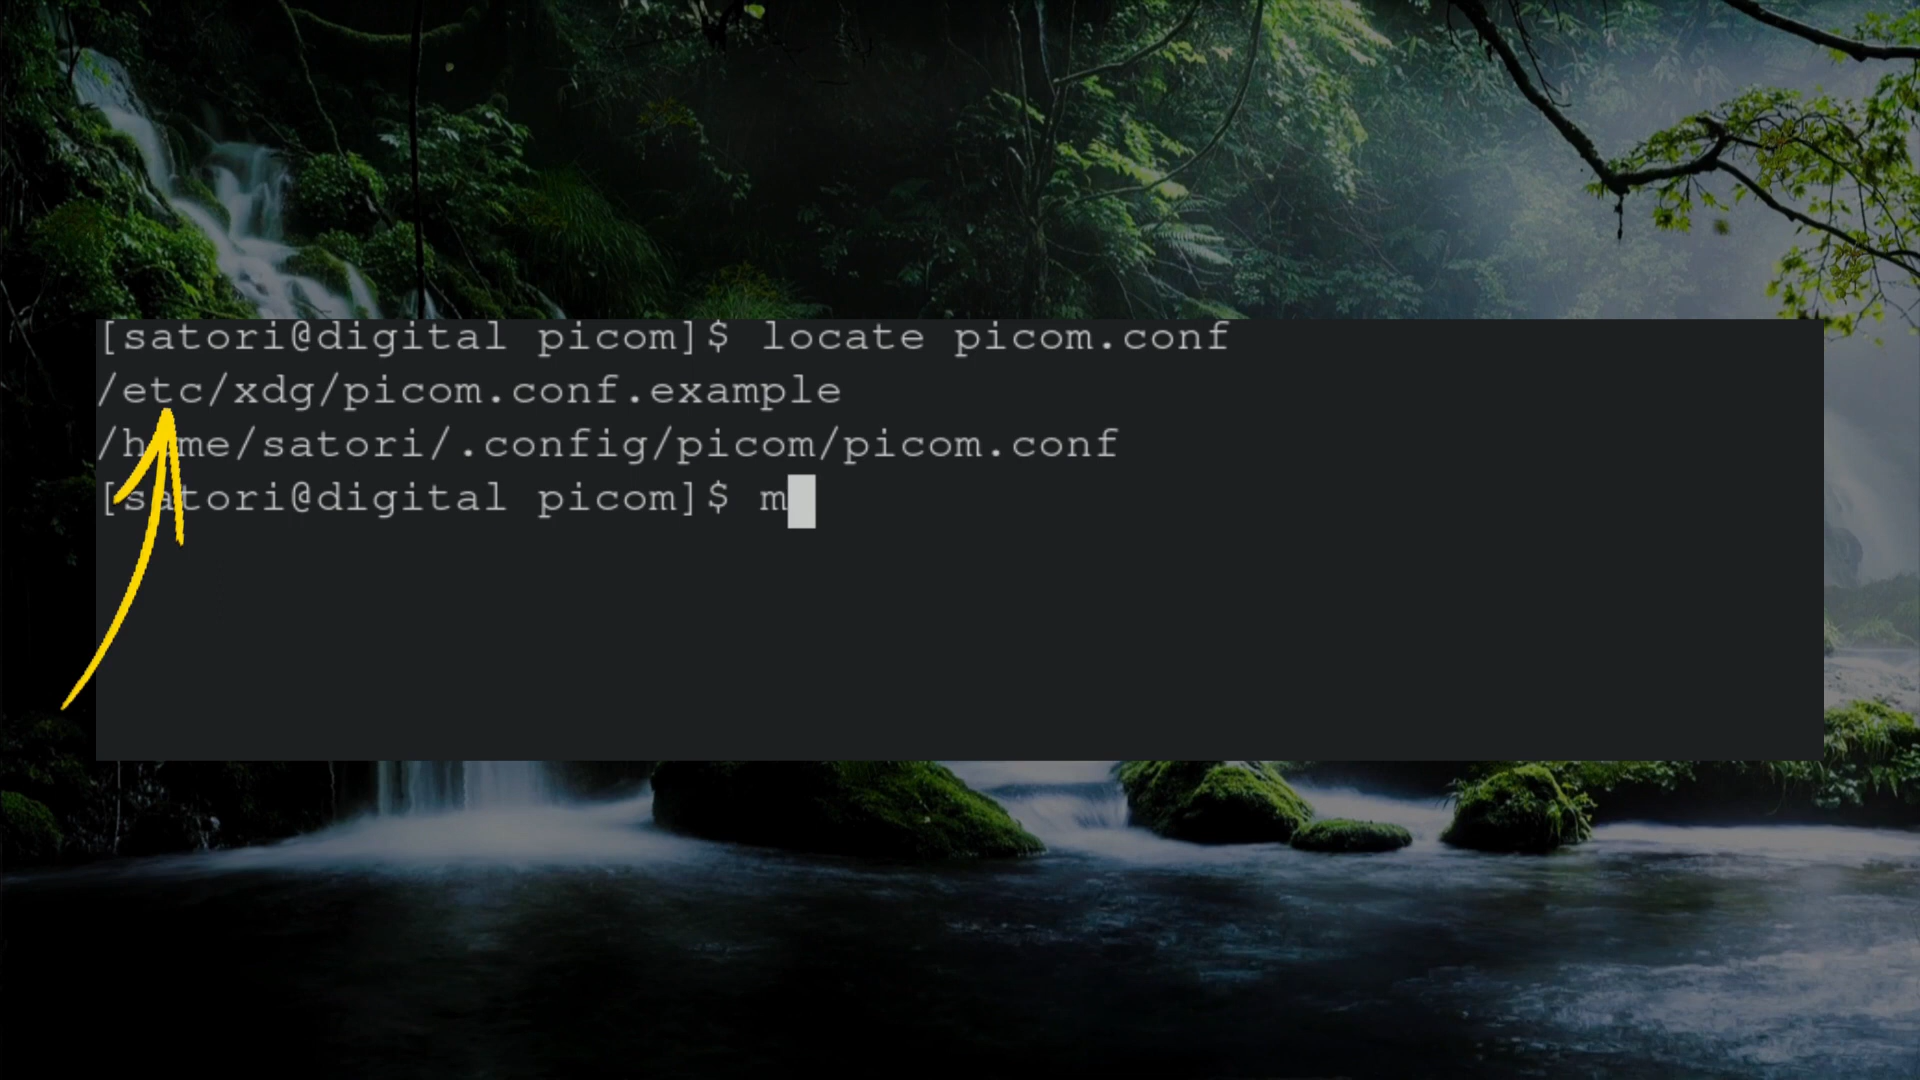 [satori@digital picom]$ locate picom.conf
/etc/xdg/picom.conf.example
/home/satori/.config/picom/picom.conf
[satori@digital picom]$ m